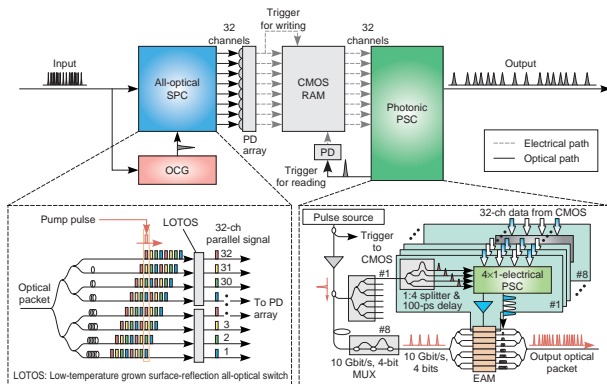 32
channels
Trigger
for writing
32
channels
Input
All-optical
SPC
CMOS
RAM
Photonic
PSC
Output
PD
array
PD
Trigger
for reading
OCG
Electrical path
Optical path
Pump pulse
LOTOS
32-ch
parallel signal
32
31
30
Optical
packet
To PD
array
3
2
1
LOTOS: Low-temperature grown surface-reflection all-optical switch
Pulse source
32-ch data from CMOS
Trigger
to
CMOS
#1
4×1-electrical
PSC
#8
1:4 splitter &
100-ps delay
#1
#8
10 Gbit/s, 4-bit
MUX
10 Gbit/s,
4 bits
EAM
Output optical
packet